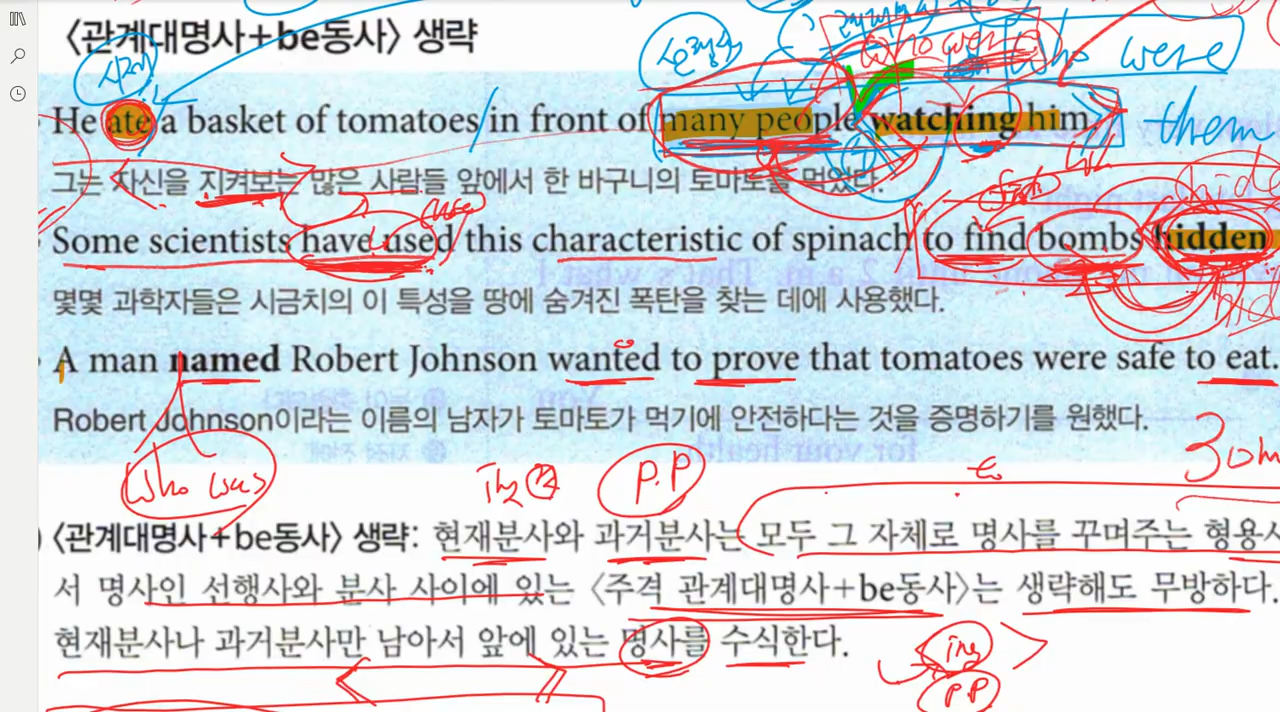 〈관계대명사+be동사〉 생략
who were
who were
He ate a basket of tomatoes/in front of many people watching him
them
그는 자신을 지켜보는 많은 사람들 앞에서 한 바구니의 토마토를 먹었다.
Some scientists have used this characteristic of spinach to find bombs hidden
몇몇 과학자들은 시금치의 이 특성을 땅에 숨겨진 폭탄을 찾는 데에 사용했다.
A man named Robert Johnson wanted to prove that tomatoes were safe to eat.
Robert Johnson이라는 이름의 남자가 토마토가 먹기에 안전하다는 것을 증명하기를 원했다.
who was
P.P
〈관계대명사+be동사〉 생략: 현재분사와 과거분사는 모두 그 자체로 명사를 꾸며주는 형용사
서 명사인 선행사와 분사 사이에 있는 〈주격 관계대명사+be동사〉는 생략해도 무방하다.
현재분사나 과거분사만 남아서 앞에 있는 명사를 수식한다.
ing
P.P